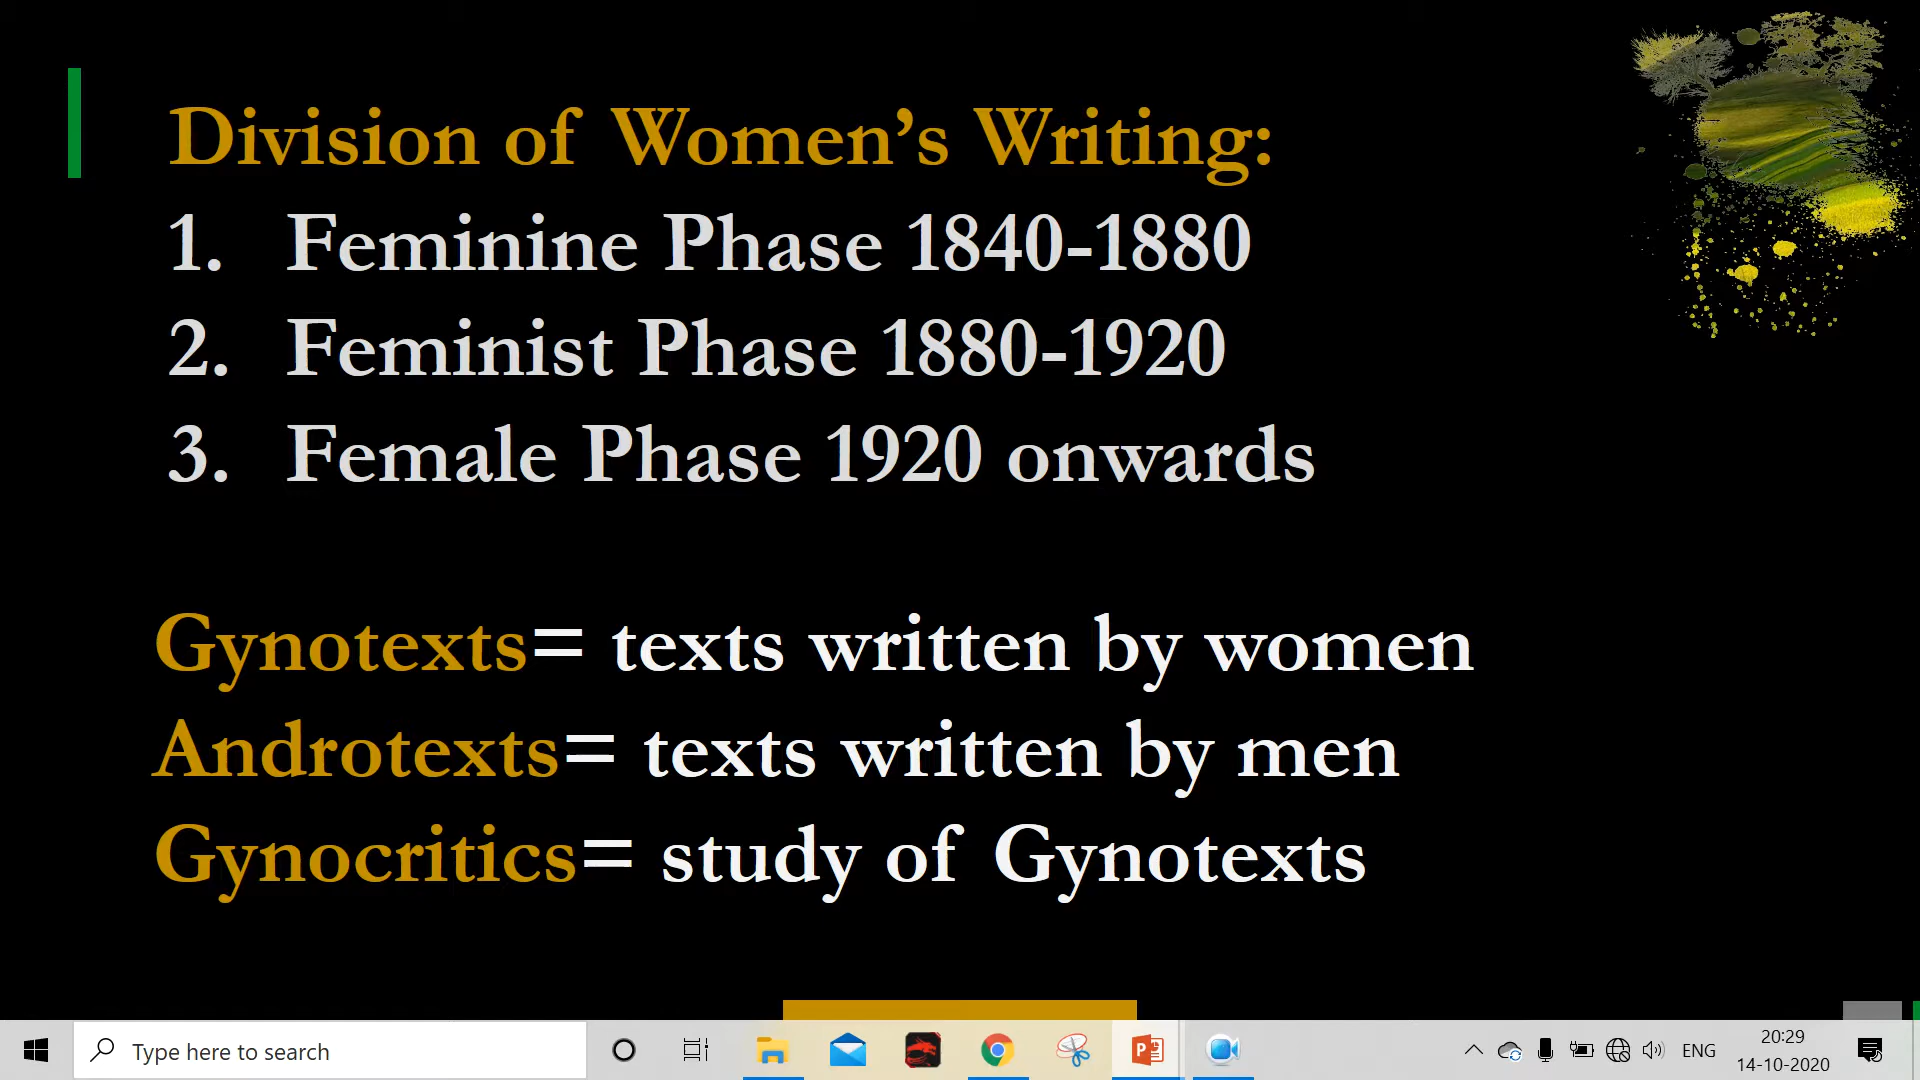 Division of Women’s Writing:
1. Feminine Phase 1840-1880
2. Feminist Phase 1880-1920
3. Female Phase 1920 onwards
Gynotexts= texts written by women
Androtexts= texts written by men
Gynocritics= study of Gynotexts
Type here to search
ENG
20:29
14-10-2020